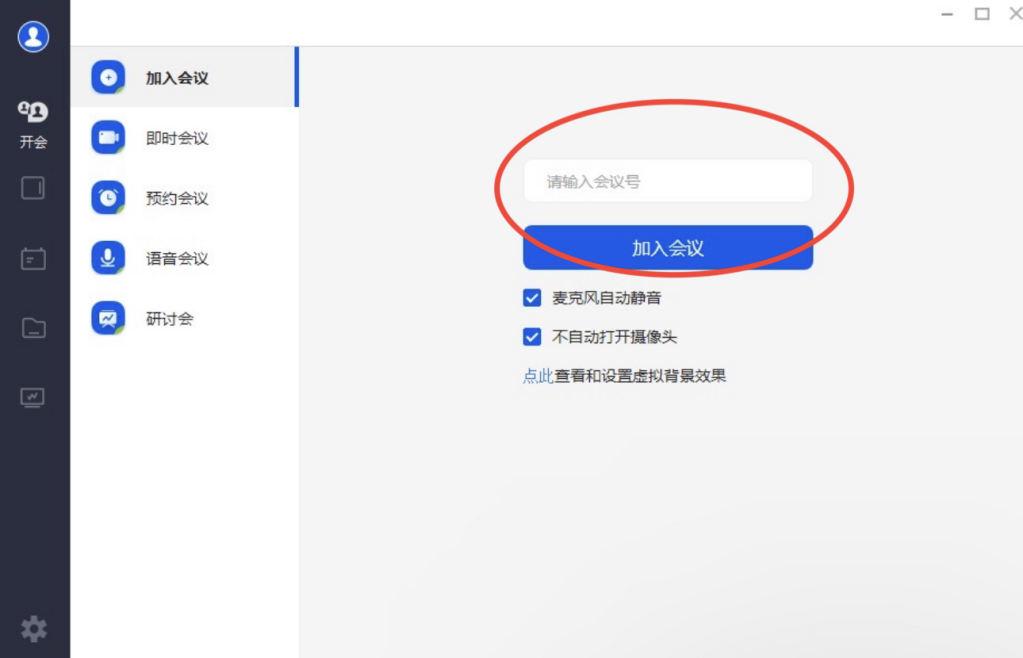 开会
加入会议
即时会议
预约会议
语音会议
研讨会
请输入会议号
加入会议
麦克风自动静音
不自动打开摄像头
点此查看和设置虚拟背景效果